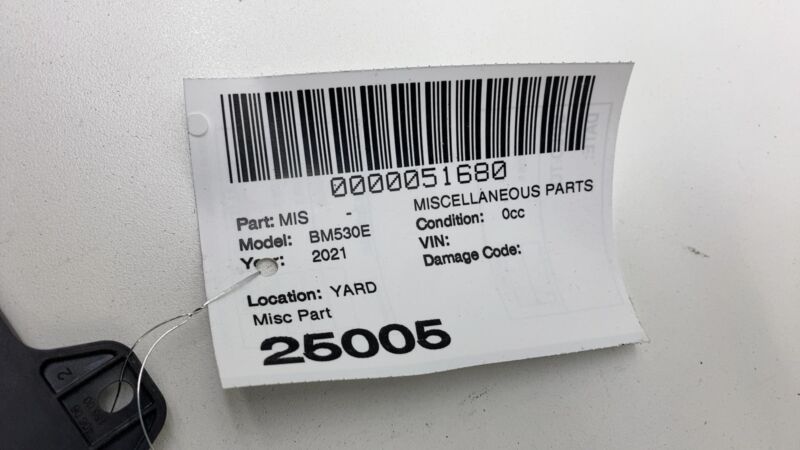 0000051680
Part: MIS -
MISCELLANEOUS PARTS
Model: BM530E
Condition: 0cc
Year: 2021
VIN:
Damage Code:
Location: YARD
Misc Part
25005
2